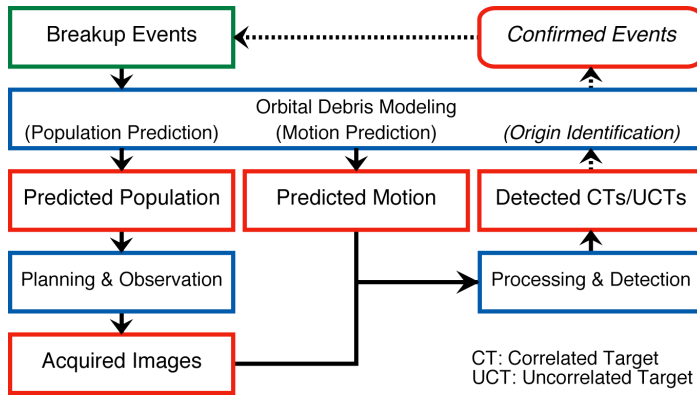 Breakup Events
Confirmed Events
Orbital Debris Modeling
(Population Prediction)
(Motion Prediction)
(Origin Identification)
Predicted Population
Predicted Motion
Detected CTs/UCTs
Planning & Observation
Processing & Detection
Acquired Images
CT: Correlated Target
UCT: Uncorrelated Target